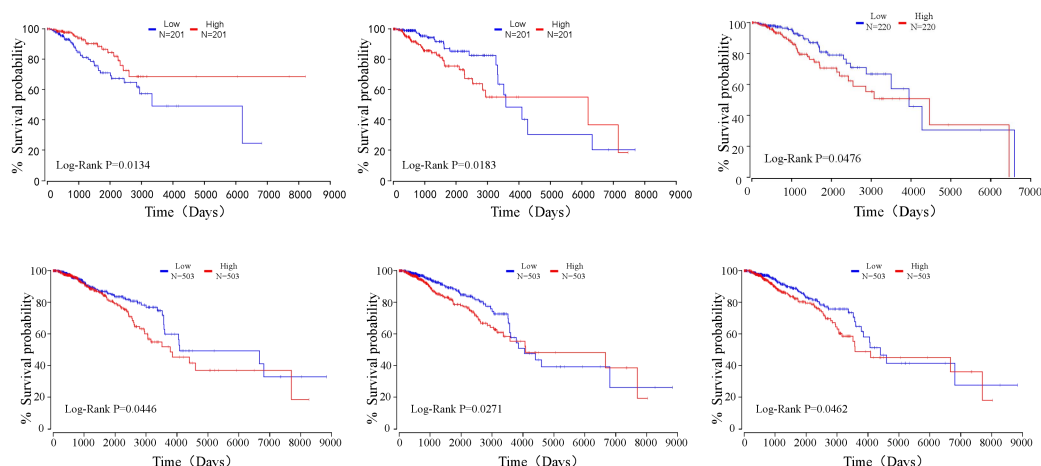 Low High
N=201 N=201
% Survival probability
100
80
60
40
20
0
Log-Rank P=0.0134
0 1000 2000 3000 4000 5000 6000 7000 8000 9000
Time（Days）
Low High
N=201 N=201
% Survival probability
100
80
60
40
20
0
Log-Rank P=0.0183
0 1000 2000 3000 4000 5000 6000 7000 8000 9000
Time（Days）
Low High
N=220 N=220
% Survival probability
100
80
60
40
20
0
Log-Rank P=0.0476
0 1000 2000 3000 4000 5000 6000 7000
Time（Days）
Low High
N=503 N=503
% Survival probability
100
80
60
40
20
0
Log-Rank P=0.0446
0 1000 2000 3000 4000 5000 6000 7000 8000 9000
Time（Days）
Low High
N=503 N=503
% Survival probability
100
80
60
40
20
0
Log-Rank P=0.0271
0 1000 2000 3000 4000 5000 6000 7000 8000 9000
Time（Days）
Low High
N=503 N=503
% Survival probability
100
80
60
40
20
0
Log-Rank P=0.0462
0 1000 2000 3000 4000 5000 6000 7000 8000 9000
Time（Days）